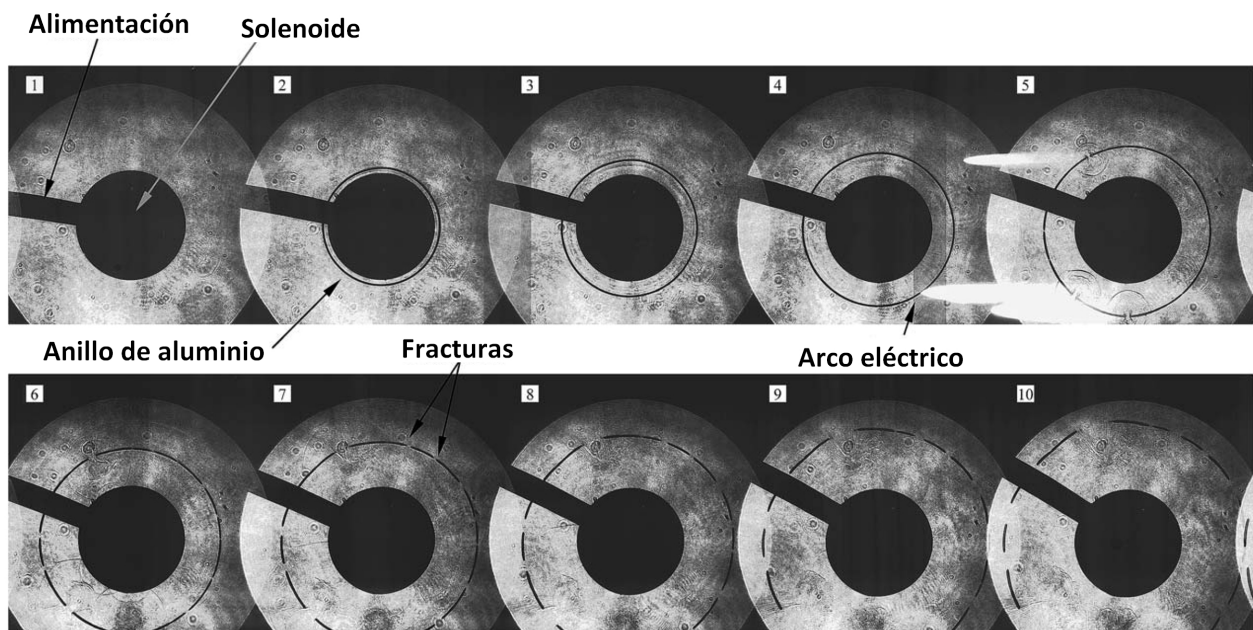 Alimentación
Solenoide
1
2
3
4
5
Anillo de aluminio
Fracturas
Arco eléctrico
6
7
8
9
10